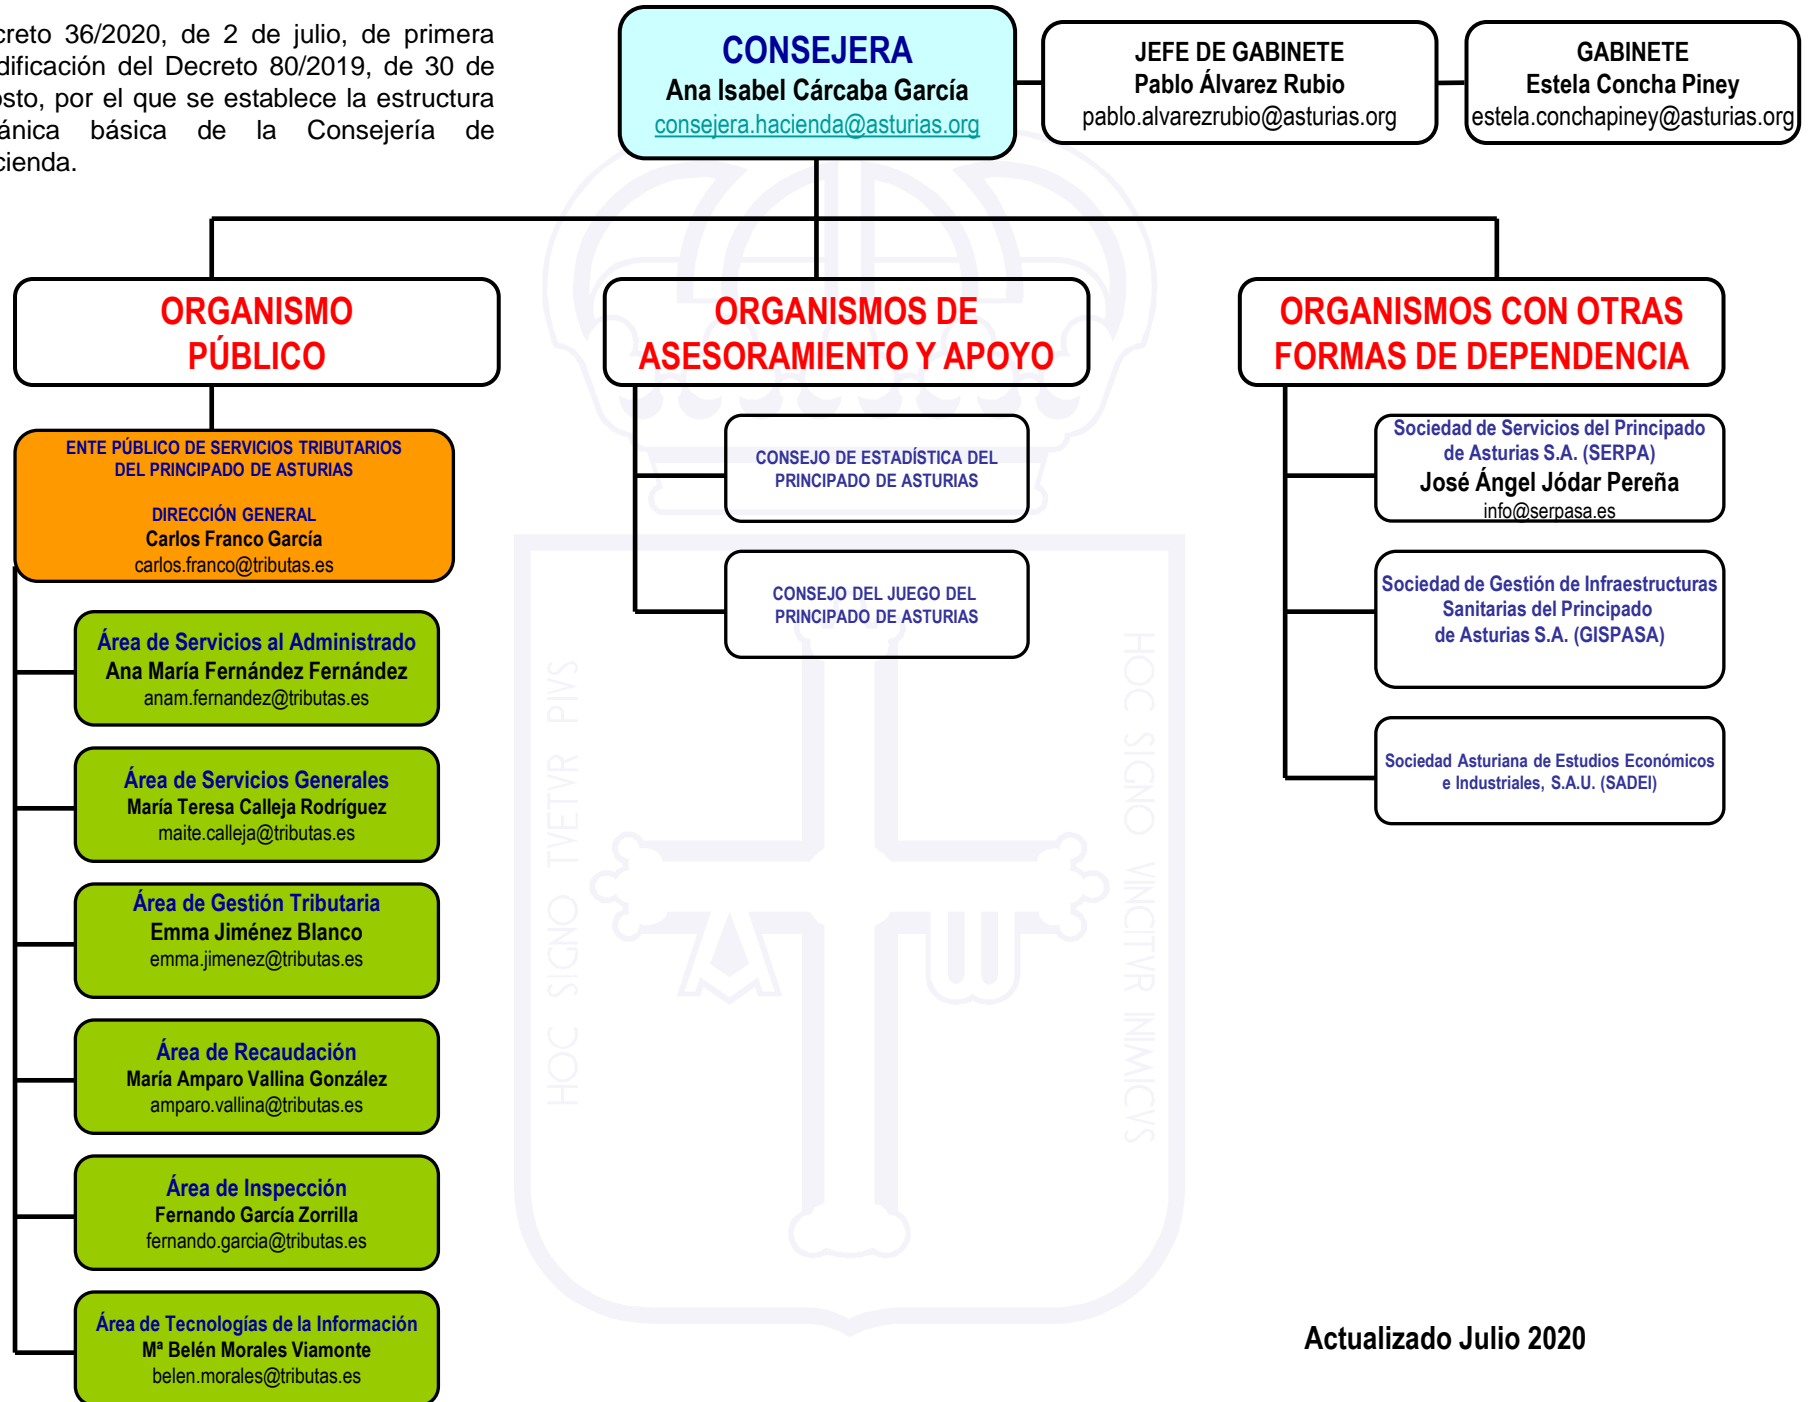 36/2020, de 2 de julio, de primera
del Decreto 80/2019, de 30 de
por el que se establece la estructura
básica de la Consejería de
CONSEJERA
Ana Isabel Cárcaba García
consejera.hacienda@asturias.org
JEFE DE GABINETE
Pablo Álvarez Rubio
pablo.alvarezrubio@asturias.org
GABINETE
Estela Concha Piney
estela.conchapiney@asturias.org
ORGANISMO
PÚBLICO
ENTE PÚBLICO DE SERVICIOS TRIBUTARIOS
DEL PRINCIPADO DE ASTURIAS
DIRECCIÓN GENERAL
Carlos Franco García
carlos.franco@tributas.es
Área de Servicios al Administrado
Ana María Fernández Fernández
anam.fernandez@tributas.es
Área de Servicios Generales
María Teresa Calleja Rodríguez
maite.calleja@tributas.es
Área de Gestión Tributaria
Emma Jiménez Blanco
emma.jimenez@tributas.es
Área de Recaudación
María Amparo Vallina González
amparo.vallina@tributas.es
Área de Inspección
Fernando García Zorrilla
fernando.garcia@tributas.es
Área de Tecnologías de la Información
Mª Belén Morales Viamonte
belen.morales@tributas.es
ORGANISMOS DE
ASESORAMIENTO Y APOYO
CONSEJO DE ESTADÍSTICA DEL
PRINCIPADO DE ASTURIAS
CONSEJO DEL JUEGO DEL
PRINCIPADO DE ASTURIAS
ORGANISMOS CON OTRAS
FORMAS DE DEPENDENCIA
Sociedad de Servicios del Principado
de Asturias S.A. (SERPA)
José Ángel Jódar Pereña
info@serpasa.es
Sociedad de Gestión de Infraestructuras
Sanitarias del Principado
de Asturias S.A. (GISPASA)
Sociedad Asturiana de Estudios Económicos
e Industriales, S.A.U. (SADEI)
HOC SIGNO TVETVR PIVS
HOC SIGNO VINCITVR INIMICVS
Actualizado Julio 2020